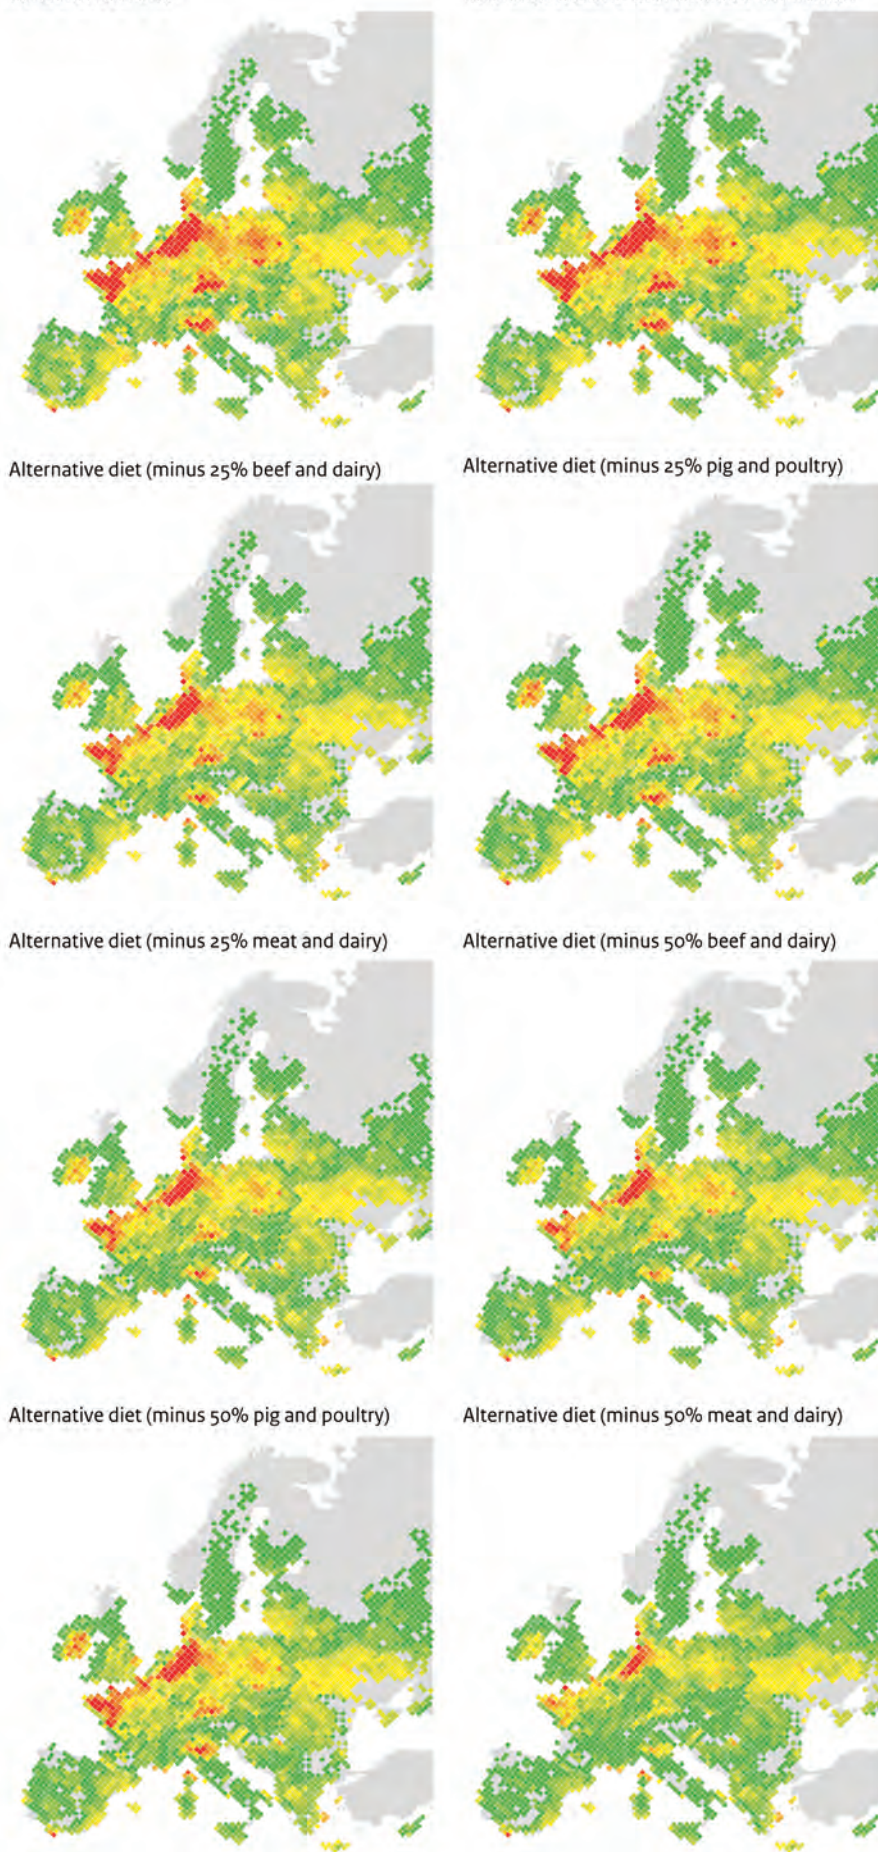 Alternative diet (minus 25% beef and dairy)
Alternative diet (minus 25% pig and poultry)
Alternative diet (minus 25% meat and dairy)
Alternative diet (minus 50% beef and dairy)
Alternative diet (minus 50% pig and poultry)
Alternative diet (minus 50% meat and dairy)